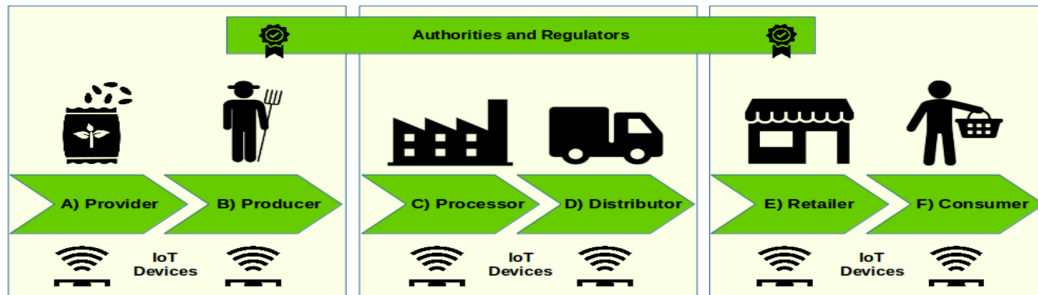 Authorities and Regulators
A) Provider
B) Producer
C) Processor
D) Distributor
E) Retailer
F) Consumer
IoT
Devices
IoT
Devices
IoT
Devices